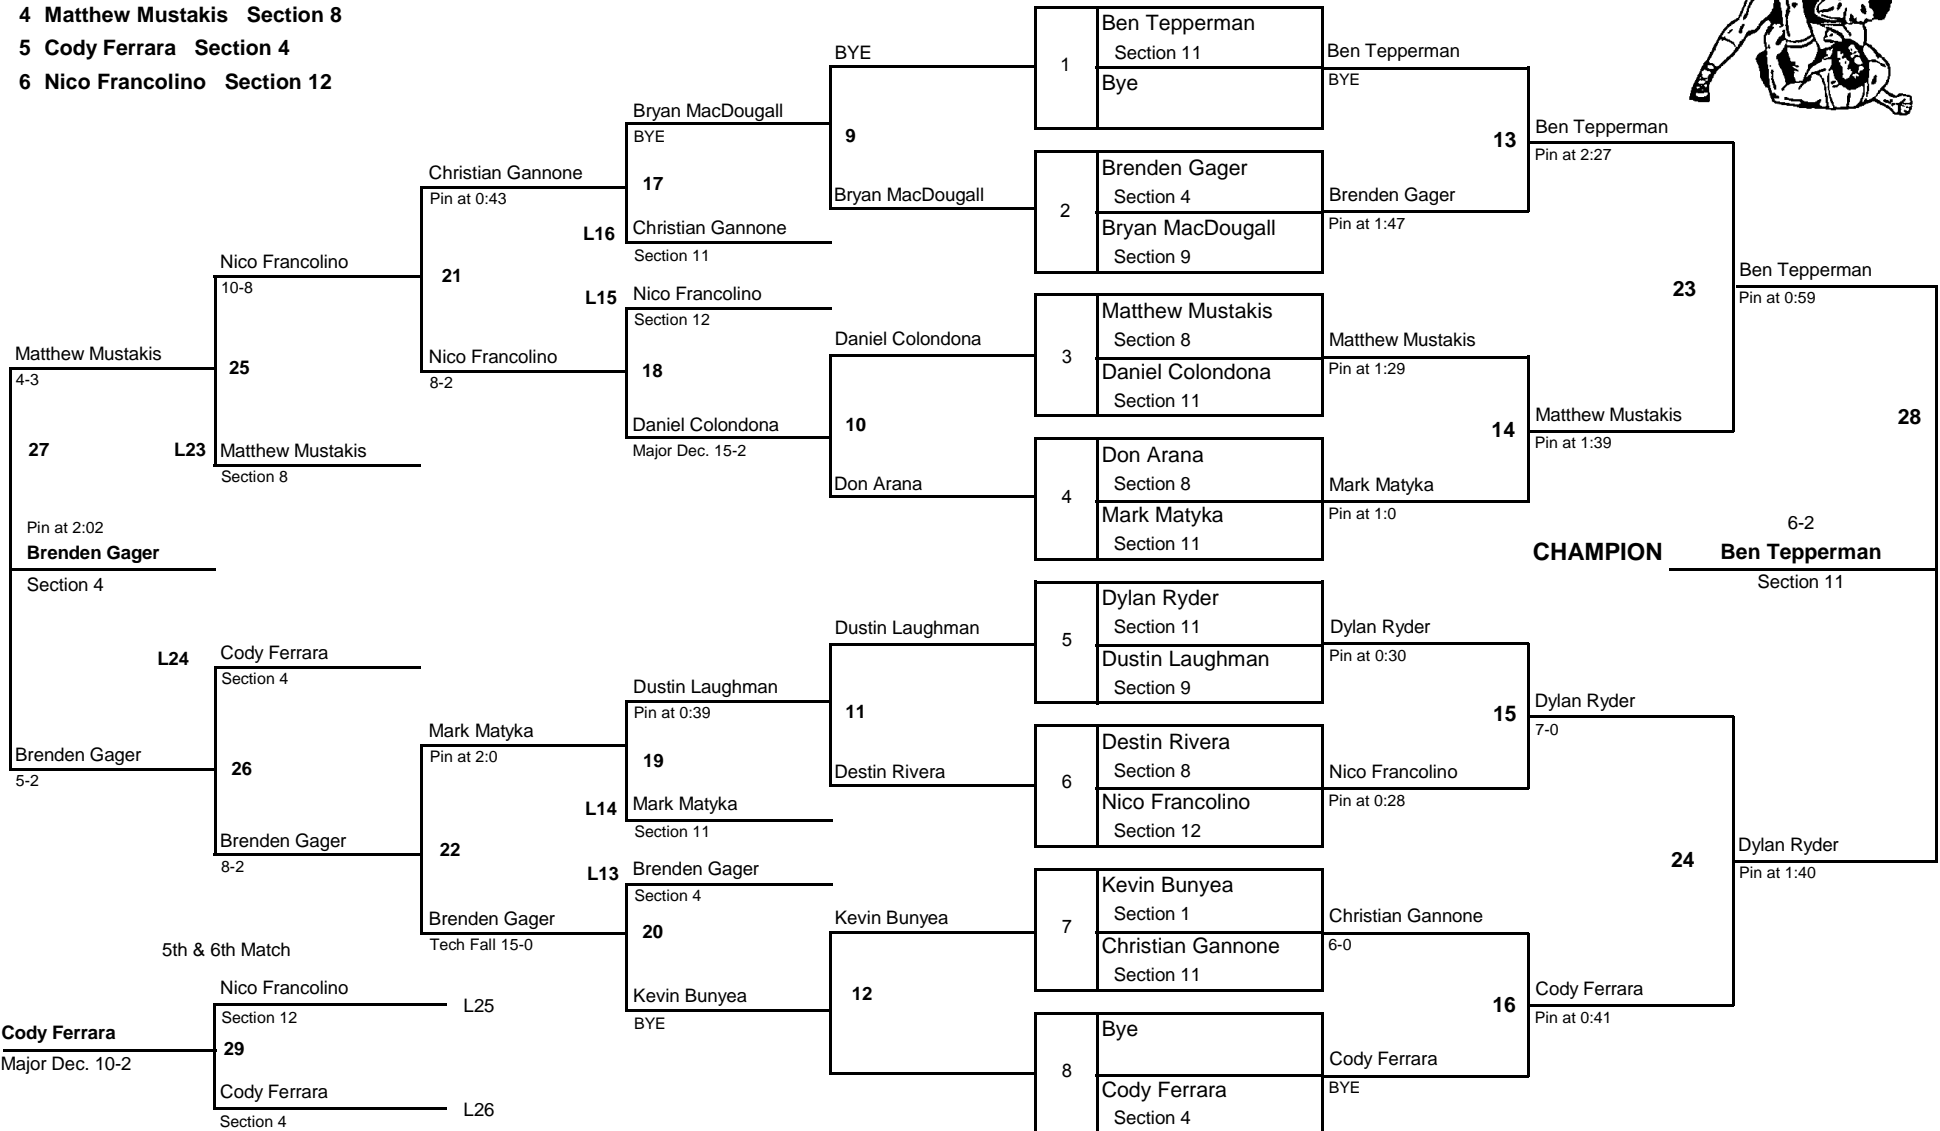 4 Matthew Mustakis Section 8
5 Cody Ferrara Section 4
6 Nico Francolino Section 12
Matthew Mustakis
4-3
27
Pin at 2:02
Brenden Gager
Section 4
Brenden Gager
5-2
Nico Francolino
10-8
25
L23
Matthew Mustakis
Section 8
L24
Cody Ferrara
Section 4
26
Brenden Gager
8-2
5th & 6th Match
Nico Francolino
L25
Section 12
Cody Ferrara
29
Major Dec. 10-2
Cody Ferrara
L26
Section 4
Christian Gannone
Pin at 0:43
21
Nico Francolino
8-2
Mark Matyka
Pin at 2:0
22
Brenden Gager
Tech Fall 15-0
Bryan MacDougall
BYE
17
L16
Christian Gannone
Section 11
L15
Nico Francolino
Section 12
18
Daniel Colondona
Major Dec. 15-2
Dustin Laughman
Pin at 0:39
19
L14
Mark Matyka
Section 11
L13
Brenden Gager
Section 4
20
Kevin Bunyea
BYE
BYE
9
Bryan MacDougall
Daniel Colondona
10
Don Arana
Dustin Laughman
11
Destin Rivera
Kevin Bunyea
12
1
Ben Tepperman
Section 11
Bye
2
Brenden Gager
Section 4
Bryan MacDougall
Section 9
3
Matthew Mustakis
Section 8
Daniel Colondona
Section 11
4
Don Arana
Section 8
Mark Matyka
Section 11
5
Dylan Ryder
Section 11
Dustin Laughman
Section 9
6
Destin Rivera
Section 8
Nico Francolino
Section 12
7
Kevin Bunyea
Section 1
Christian Gannone
Section 11
8
Bye
Cody Ferrara
Section 4
Ben Tepperman
BYE
13
Brenden Gager
Pin at 1:47
Matthew Mustakis
Pin at 1:29
14
Mark Matyka
Pin at 1:0
Dylan Ryder
Pin at 0:30
15
Nico Francolino
Pin at 0:28
Christian Gannone
6-0
16
Cody Ferrara
BYE
Ben Tepperman
Pin at 2:27
23
Matthew Mustakis
Pin at 1:39
Dylan Ryder
7-0
24
Cody Ferrara
Pin at 0:41
Ben Tepperman
Pin at 0:59
28
6-2
CHAMPION Ben Tepperman
Section 11
Dylan Ryder
Pin at 1:40